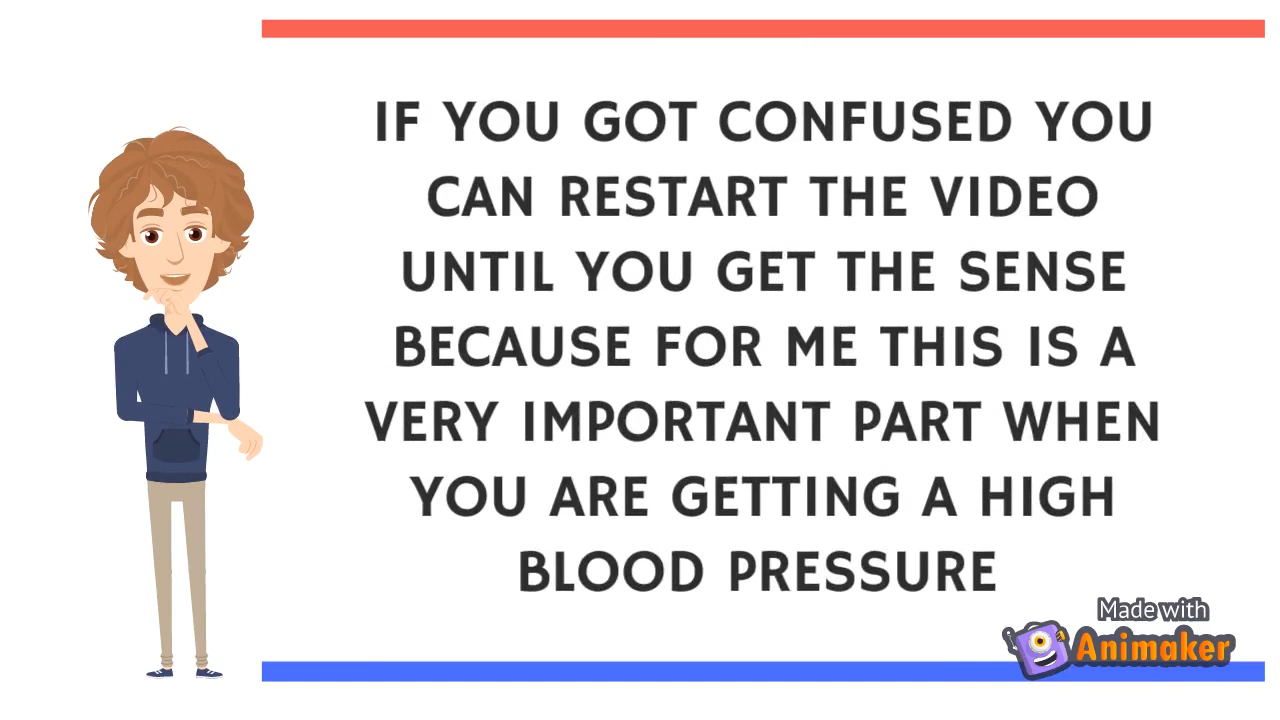 IF YOU GOT CONFUSED YOU
CAN RESTART THE VIDEO
UNTIL YOU GET THE SENSE
BECAUSE FOR ME THIS IS A
VERY IMPORTANT PART WHEN
YOU ARE GETTING A HIGH
BLOOD PRESSURE
Made with
Animaker